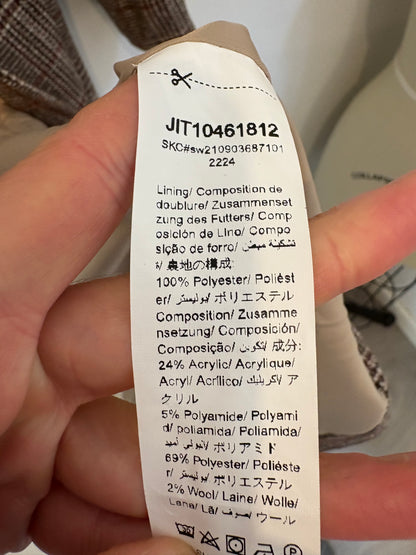 JIT10461812
SKC#sw210903687101
2224
Lining/ Composition de
doublure/ Zusammenset
zung des Futters/ Comp
osición de Lino/ Compo
sição de forro/ تشكيلة مبض
ة/ 裏地の構成:
100% Polyester/ Poliést
er/ بوليستر/ ポリエステル
Composition/ Zusamme
nsetzung/ Composición/
Composição/ تكوين/ 成分:
24% Acrylic/ Acrylique/
Acryl/ Acrílico/ اكريليك/ ア
クリル
5% Polyamide/ Polyami
d/ poliamida/ Poliamida/
بولي أميد/ ポリアミド
69% Polyester/ Polióste
r/ بوليستر/ ポリエステル
2% Wool/ Laine/ Wolle/
Lana/ Lã/ صوف/ ウール